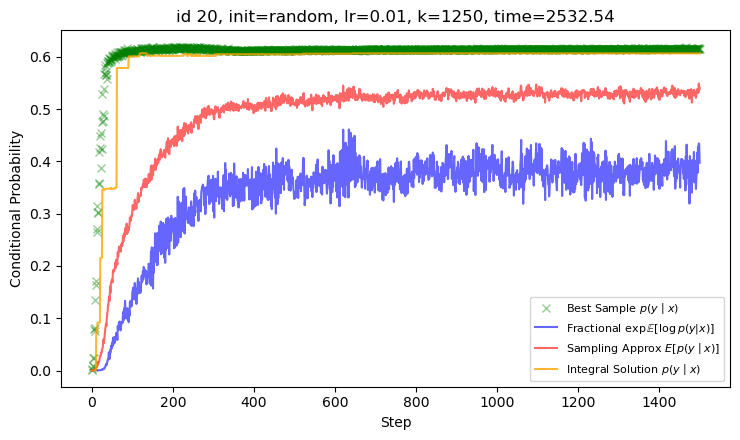 id 20, init=random, lr=0.01, k=1250, time=2532.54
Conditional Probability
0.6
0.5
0.4
0.3
0.2
0.1
0.0
0
200
400
600
800
1000
1200
1400
Step
Best Sample p(y | x)
Fractional exp𝔼[log p(y|x)]
Sampling Approx E[p(y | x)]
Integral Solution p(y | x)